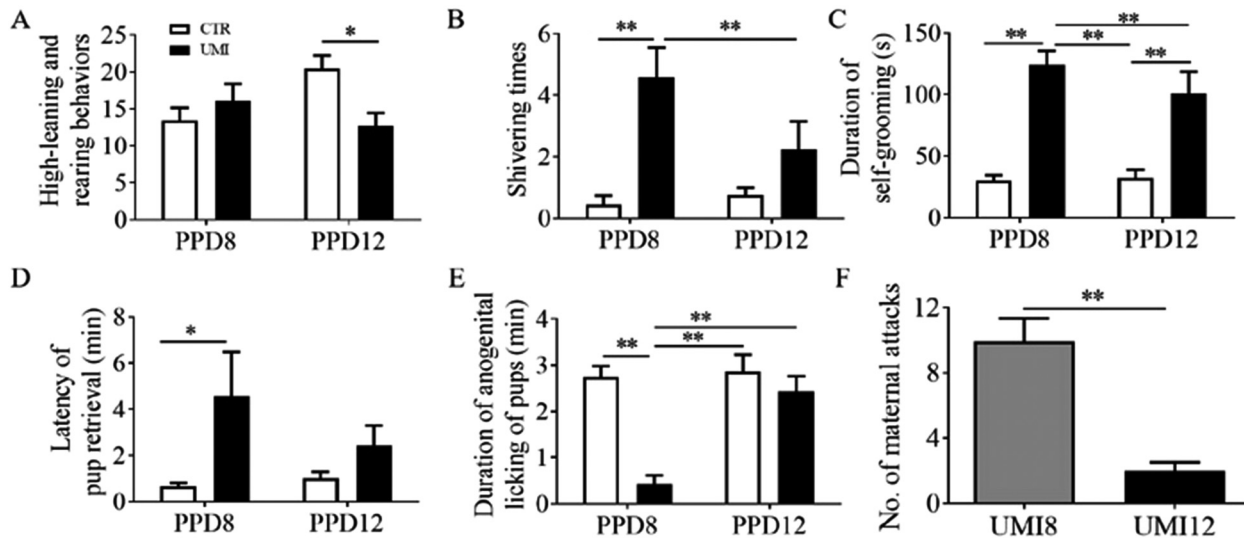 A
High-leaning and
rearing behaviors
25
20
15
10
5
0
CTR
UMI
*
PPD8
PPD12
B
Shivering times
6
4
2
0
**
**
PPD8
PPD12
C
Duration of
self-grooming (s)
150
100
50
0
**
**
**
**
PPD8
PPD12
D
Latency of
pup retrieval (min)
8
6
4
2
0
*
PPD8
PPD12
E
Duration of anogenital
licking of pups (min)
4
3
2
1
0
**
**
**
PPD8
PPD12
F
No. of maternal attacks
12
8
4
0
**
UMI8
UMI12